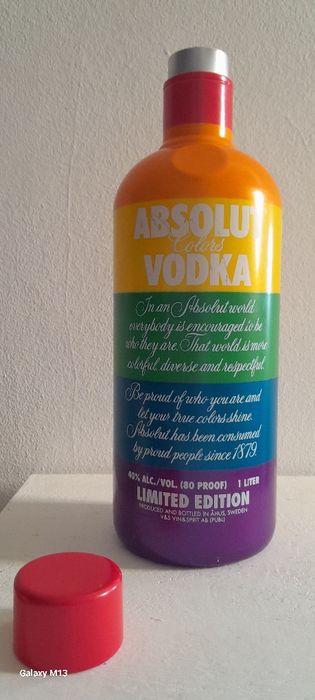 ABSOLUT
Colors
VODKA
In an Absolut world
everybody is encouraged to be
who they are. That world is more
colorful, diverse and respectful.
Be proud of who you are and
let your true colors shine.
Absolut has been consumed
by proud people since 1879.
40% ALC./VOL. (80 PROOF) 1 LITER
LIMITED EDITION
PRODUCED AND BOTTLED IN ÅHUS, SWEDEN
V&S VIN&SPRIT AB (PUBL)
Galaxy M13